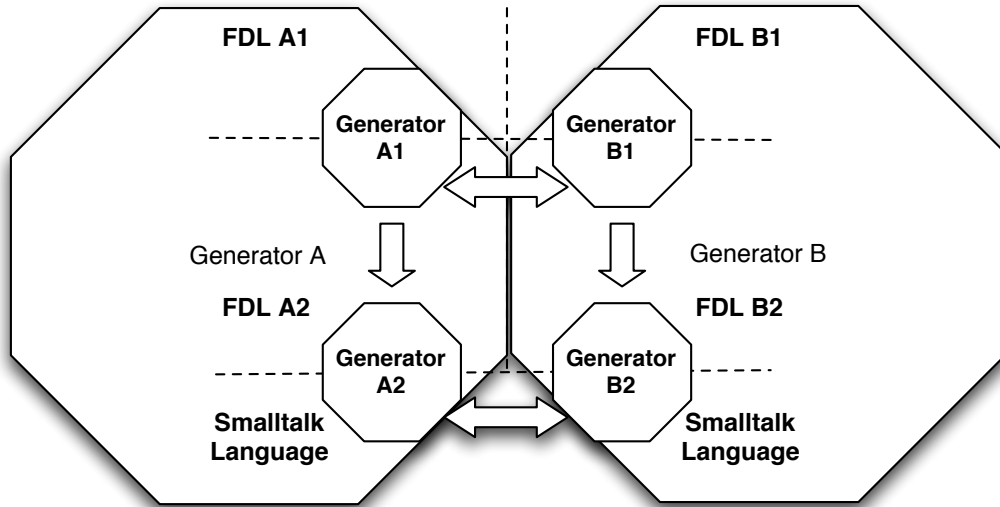 FDL A1
FDL B1
Generator
A1
Generator
B1
Generator A
Generator B
FDL A2
FDL B2
Generator
A2
Generator
B2
Smalltalk
Language
Smalltalk
Language